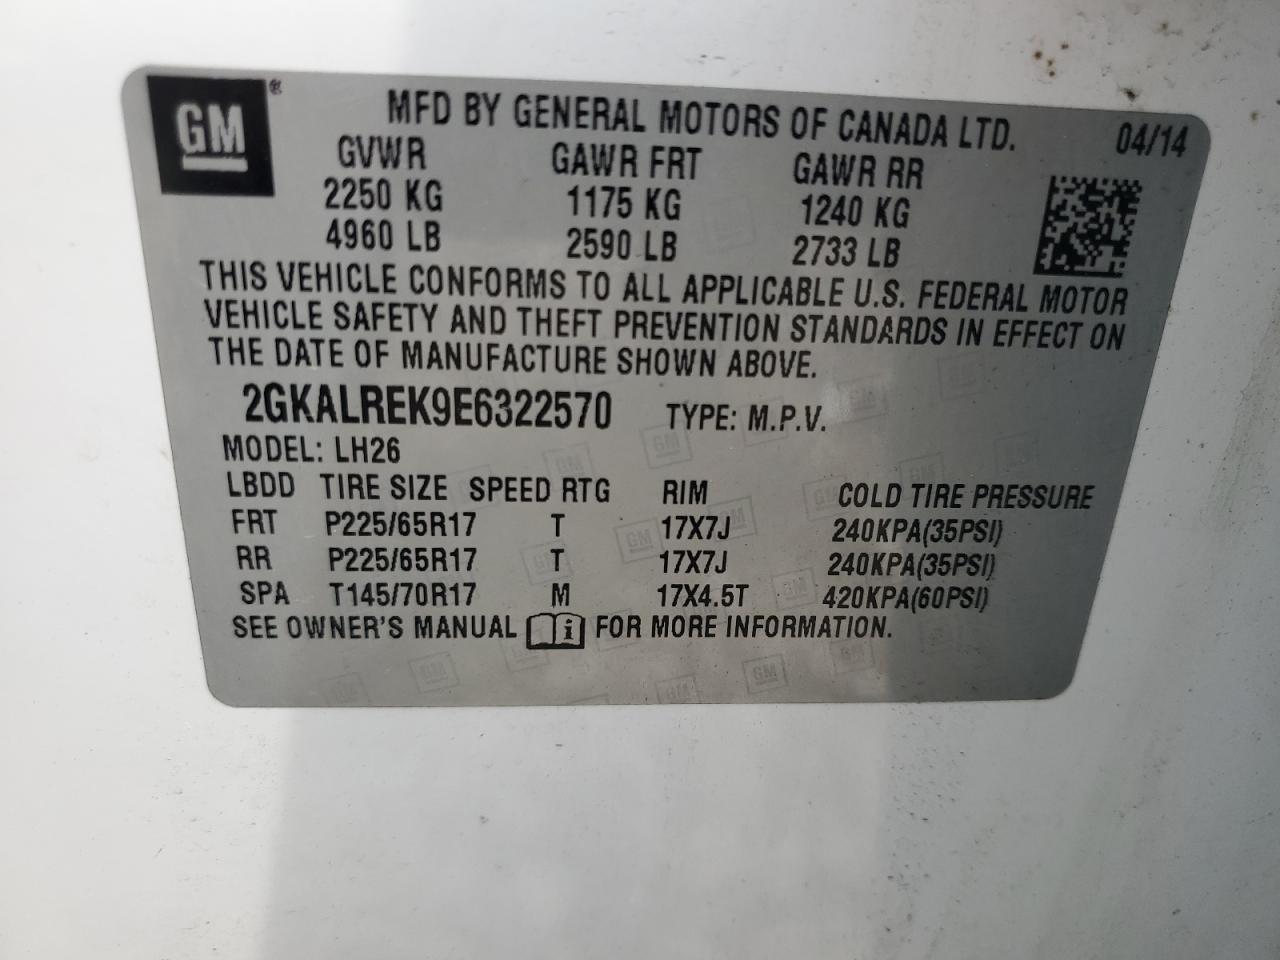 GM®
MFD BY GENERAL MOTORS OF CANADA LTD. 04/14
GVWR GAWR FRT GAWR RR
2250 KG 1175 KG 1240 KG
4960 LB 2590 LB 2733 LB
THIS VEHICLE CONFORMS TO ALL APPLICABLE U.S. FEDERAL MOTOR
VEHICLE SAFETY AND THEFT PREVENTION STANDARDS IN EFFECT ON
THE DATE OF MANUFACTURE SHOWN ABOVE.
2GKALREK9E6322570 TYPE: M.P.V.
MODEL: LH26
LBDD TIRE SIZE SPEED RTG RIM COLD TIRE PRESSURE
FRT P225/65R17 T 17X7J 240KPA(35PSI)
RR P225/65R17 T 17X7J 240KPA(35PSI)
SPA T145/70R17 M 17X4.5T 420KPA(60PSI)
SEE OWNER'S MANUAL i FOR MORE INFORMATION.